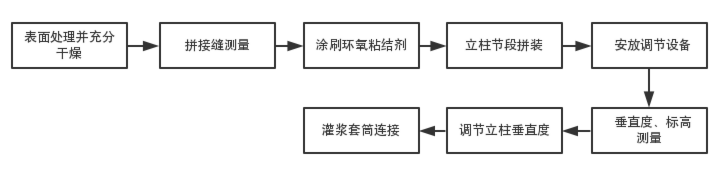 表面处理并充分
干燥
拼接缝测量
涂刷环氧粘结剂
立柱节段拼装
安放调节设备
垂直度、标高
测量
调节立柱垂直度
灌浆套筒连接